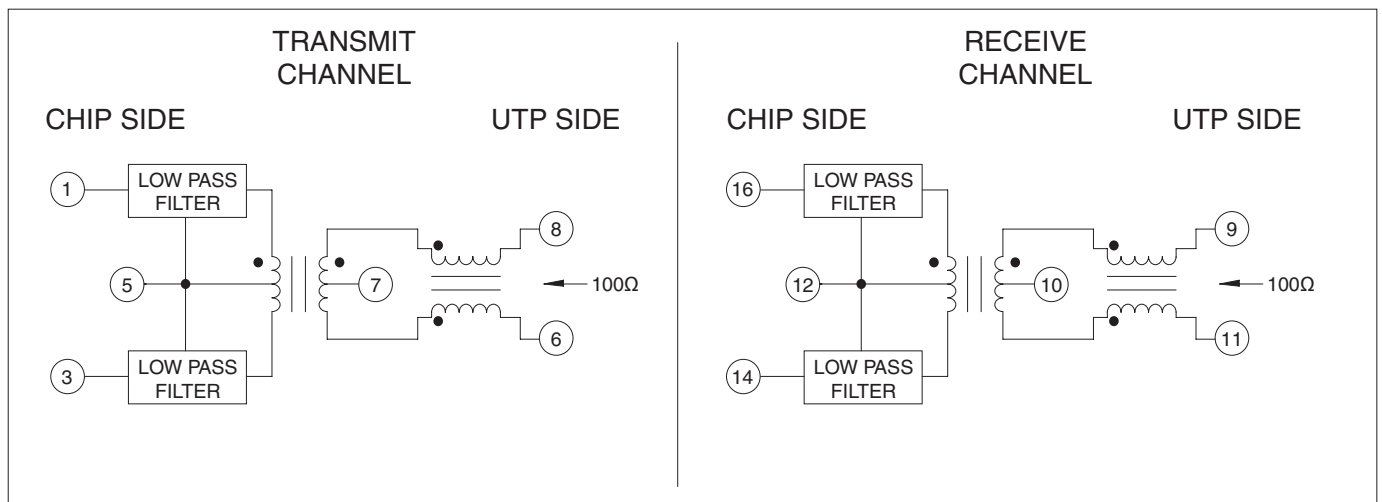 TRANSMIT
CHANNEL
CHIP SIDE
UTP SIDE
1
LOW PASS
FILTER
8
5
7
100Ω
6
3
LOW PASS
FILTER
RECEIVE
CHANNEL
CHIP SIDE
UTP SIDE
16
LOW PASS
FILTER
9
12
10
100Ω
11
14
LOW PASS
FILTER